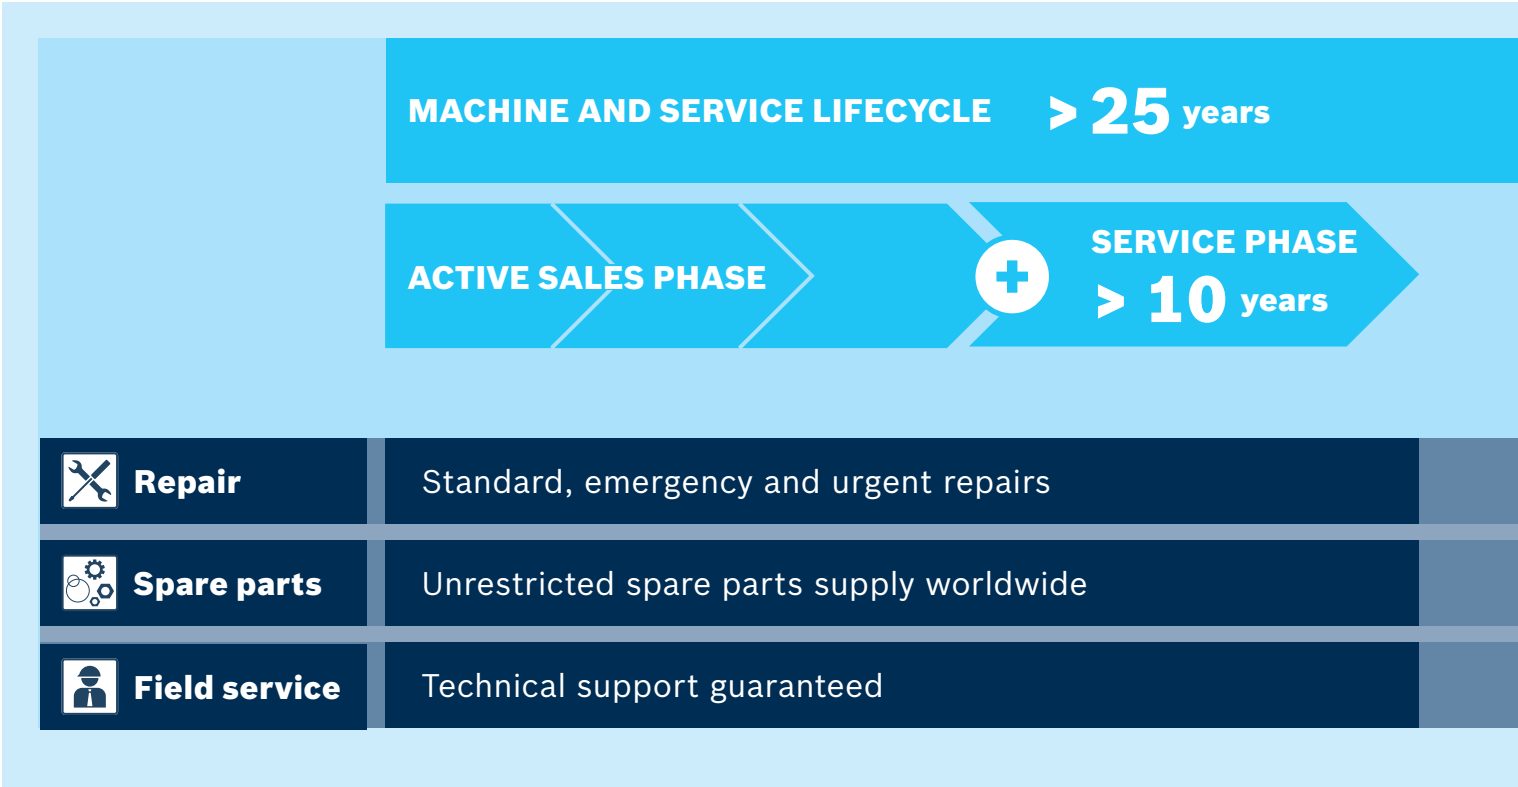 MACHINE AND SERVICE LIFECYCLE > 25 years
ACTIVE SALES PHASE
SERVICE PHASE
> 10 years
Repair
Standard, emergency and urgent repairs
Spare parts
Unrestricted spare parts supply worldwide
Field service
Technical support guaranteed